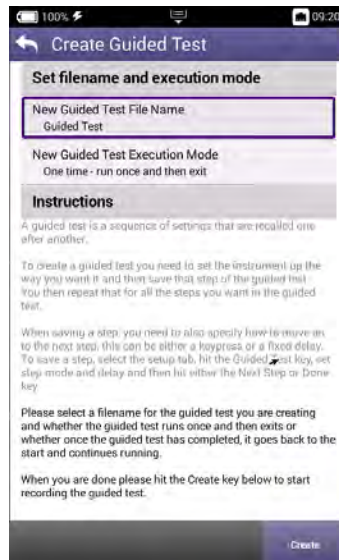 100%
09:20
Create Guided Test
Set filename and execution mode
New Guided Test File Name
Guided Test
New Guided Test Execution Mode
One time - run once and then exit
Instructions
A guided test is a sequence of settings that are recalled one
after another.
To create a guided test you need to set the instrument up the
way you want it and then save that step of the guided test.
You then repeat that for all the steps you want in the guided
test.
When saving a step, you need to also specify how to move on
to the next step, this can be either a keypress or a fixed delay.
To save a step, select the setup tab, hit the Guided Test key, set
step mode and delay and then hit either the Next Step or Done
key
Please select a filename for the guided test you are creating
and whether the guided test runs once and then exits or
whether once the guided test has completed, it goes back to the
start and continues running.
When you are done please hit the Create key below to start
recording the guided test.
Create